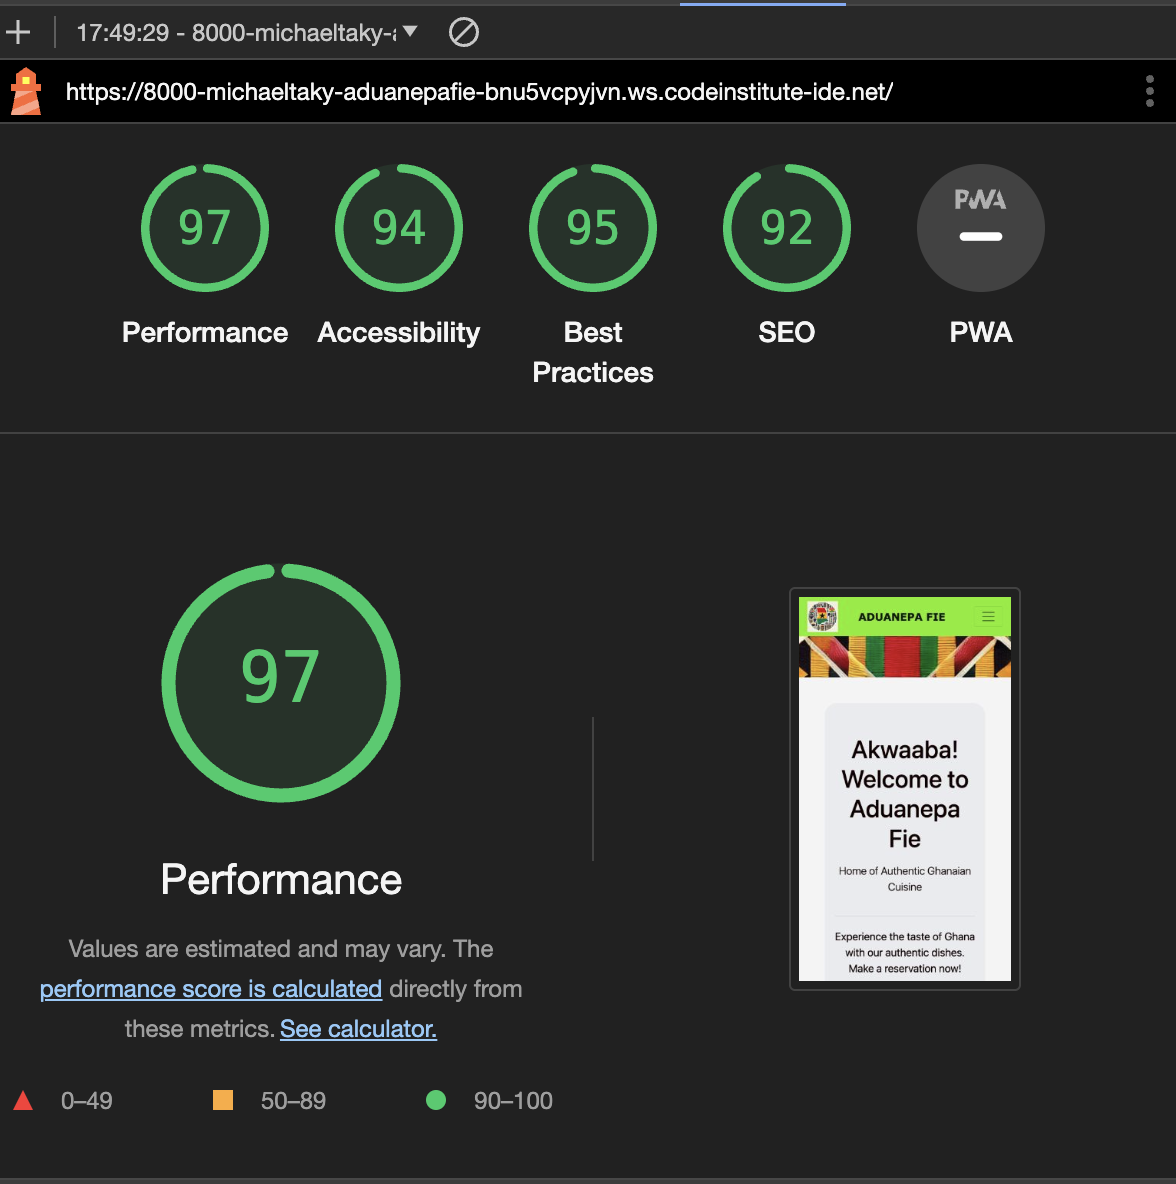 17:49:29 - 8000-michaeltaky-
https://8000-michaeltaky-aduanepafie-bnu5vcpyjvn.ws.codeinstitute-ide.net/
97
94
95
92
PWA
Performance
Accessibility
Best
Practices
SEO
PWA
97
Performance
Values are estimated and may vary. The
performance score is calculated directly from
these metrics. See calculator.
0–49
50–89
90–100
ADUANEPA FIE
Akwaaba!
Welcome to
Aduanepa
Fie
Home of Authentic Ghanaian
Cuisine
Experience the taste of Ghana
with our authentic dishes.
Make a reservation now!